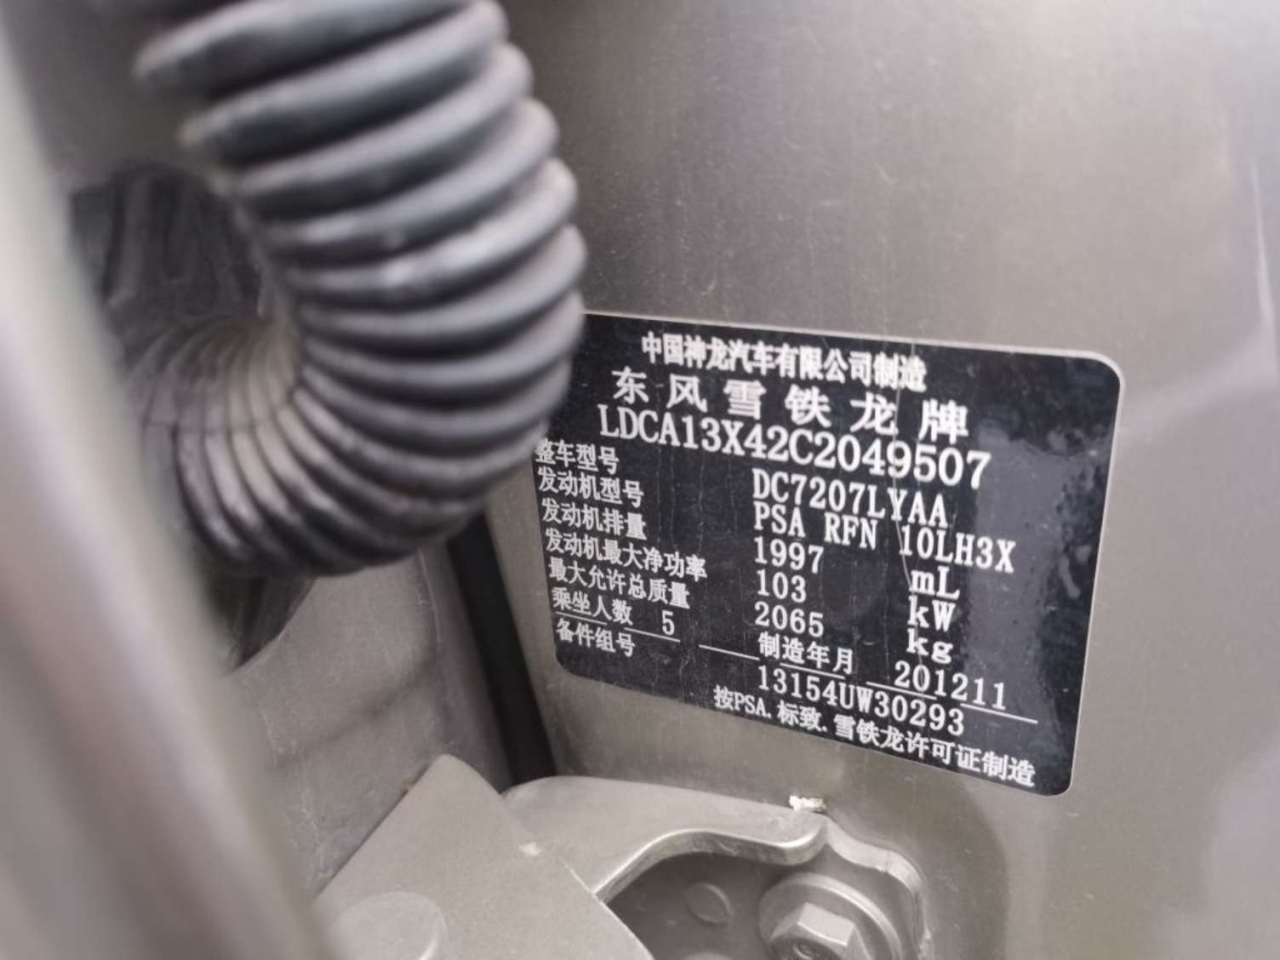 中国神龙汽车有限公司制造
东风雪铁龙牌
LDCA13X42C2049507
整车型号 DC7207LYAA
发动机型号 PSA RFN 10LH3X
发动机排量 1997 mL
发动机最大净功率 103 kW
最大允许总质量 2065 kg
乘坐人数 5 制造年月 201211
备件组号 13154UW30293
按PSA.标致.雪铁龙许可证制造